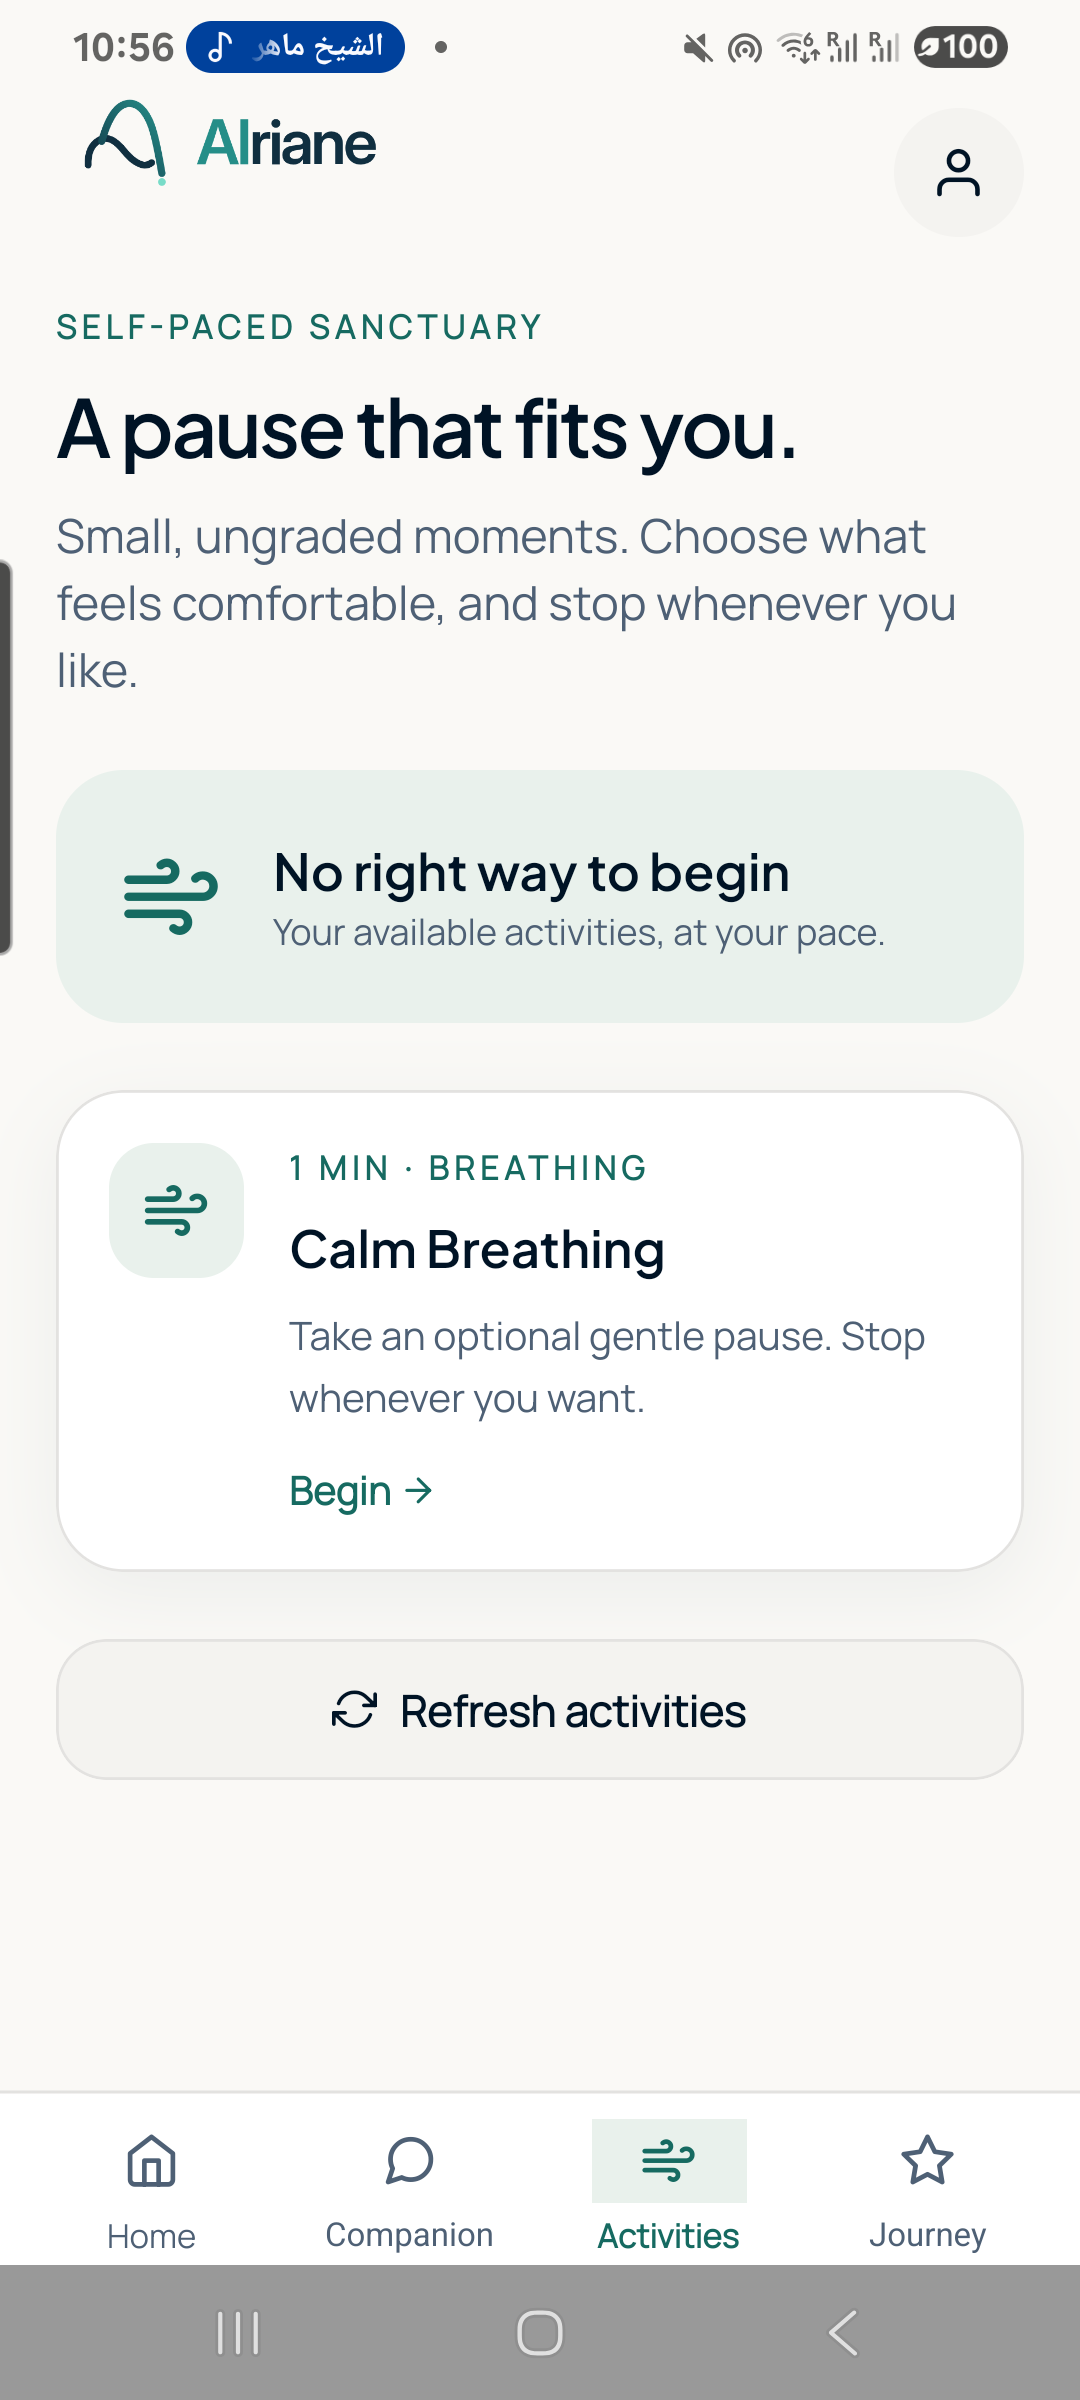 10:56
الشيخ ماهر
6
R
R
100
AIriane
SELF-PACED SANCTUARY
A pause that fits you.
Small, ungraded moments. Choose what
feels comfortable, and stop whenever you
like.
No right way to begin
Your available activities, at your pace.
1 MIN · BREATHING
Calm Breathing
Take an optional gentle pause. Stop
whenever you want.
Begin →
Refresh activities
Home
Companion
Activities
Journey